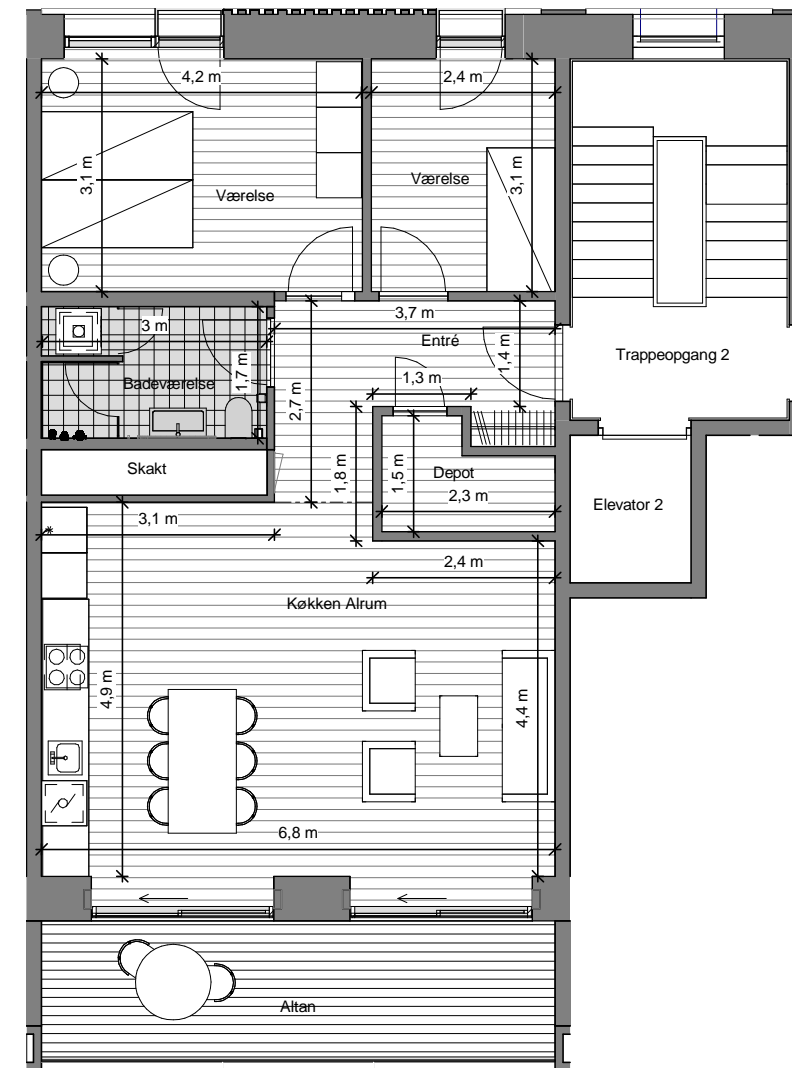 4,2 m
2,4 m
3,1 m
Værelse
Værelse
3,1 m
3 m
3,7 m
Entré
1,4 m
Trappeopgang 2
Badeværelse
1,7 m
2,7 m
1,3 m
Skakt
1,8 m
1,5 m
Depot
2,3 m
Elevator 2
3,1 m
2,4 m
Køkken Alrum
4,9 m
4,4 m
6,8 m
Altan